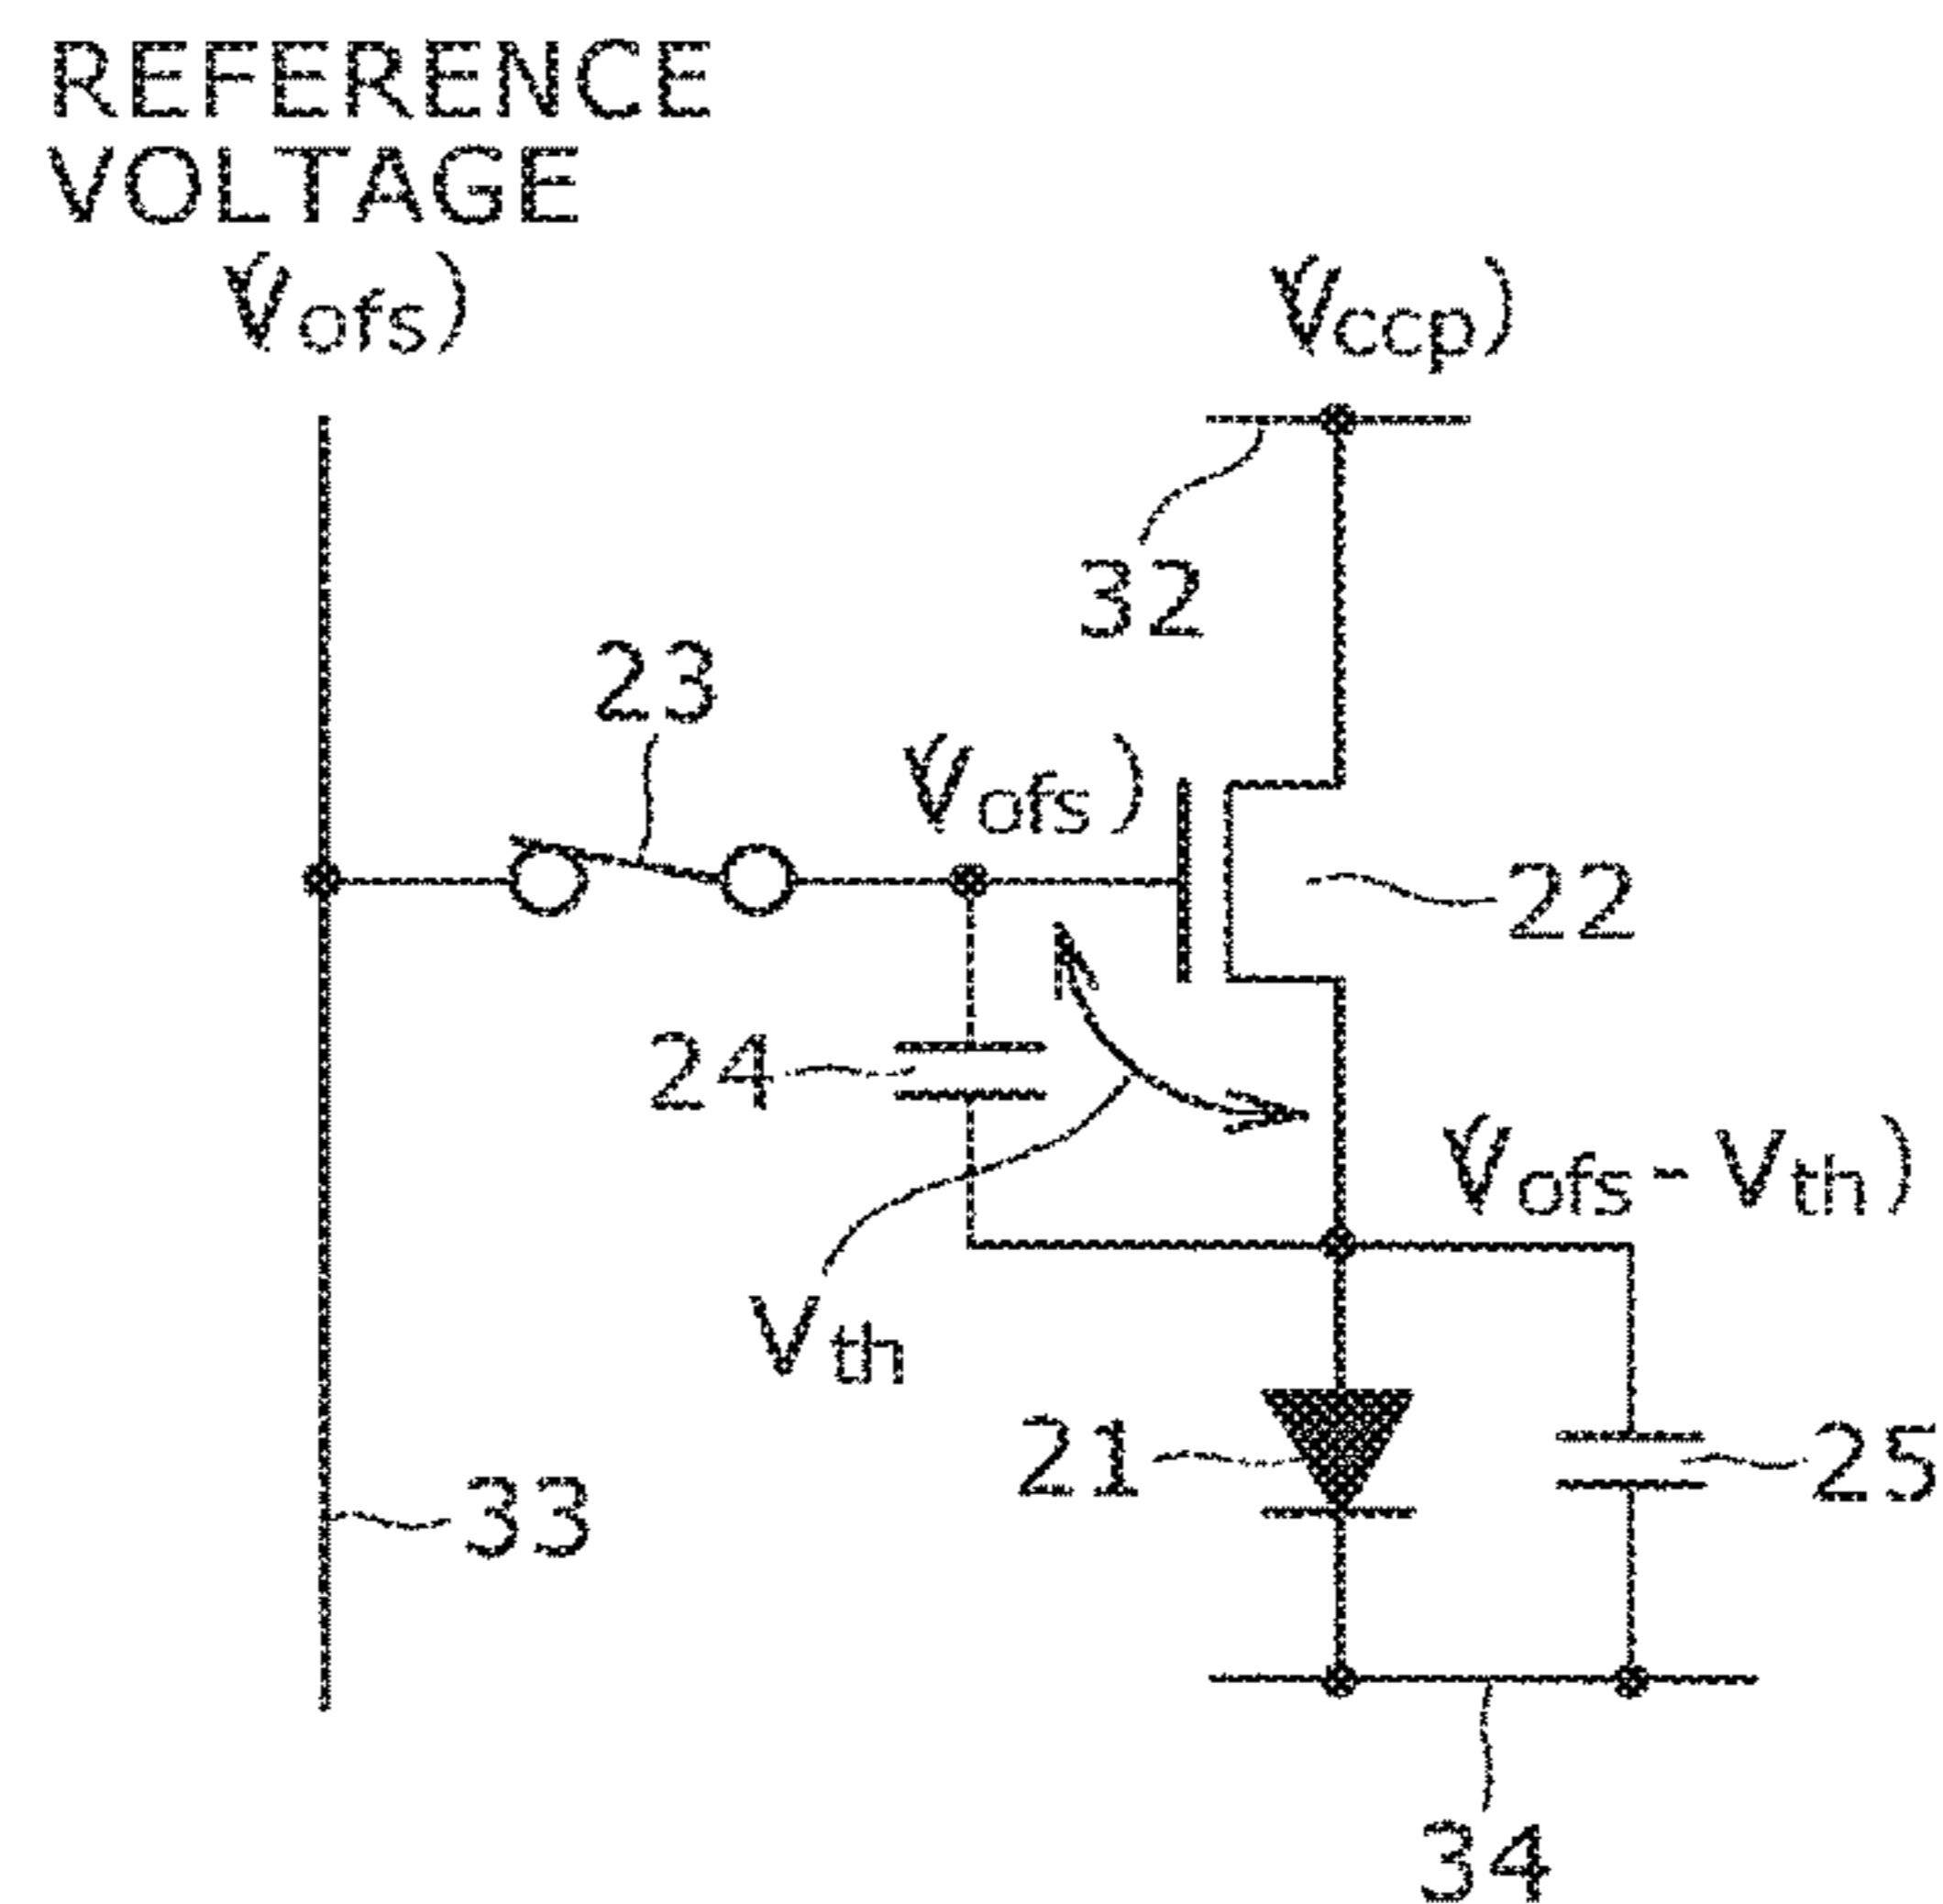 REFERENCE
VOLTAGE
(Vofs)
(Vccp)
32
23
(Vofs)
22
24
(Vofs - Vth)
Vth
21
25
33
34